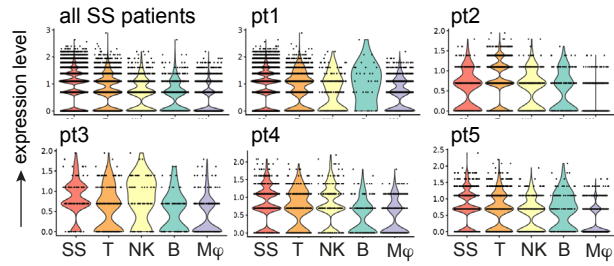 all SS patients pt1 pt2
3 2 1 0
3 2 1 0
2.0 1.5 1.0 0.5 0.0
pt3 pt4 pt5
2.0 1.5 1.0 0.5 0.0
2.0 1.5 1.0 0.5 0.0
2.5 2.0 1.5 1.0 0.5 0.0
SS T NK B Mφ SS T NK B Mφ SS T NK B Mφ
expression level